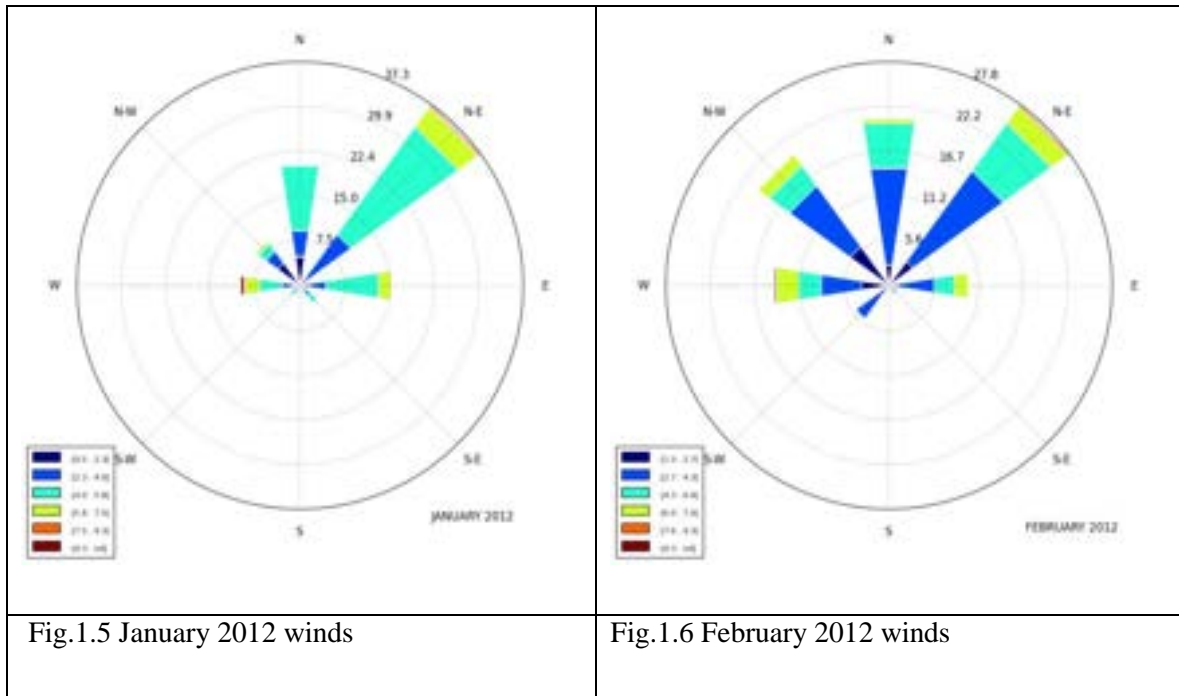 N
37.3
N-W
N-E
29.9
22.4
15.0
7.5
W
E
S-W
S-E
S
JANUARY 2012
N
27.8
N-W
N-E
22.2
16.7
11.2
5.6
W
E
S-W
S-E
S
FEBRUARY 2012
Fig.1.5 January 2012 winds
Fig.1.6 February 2012 winds